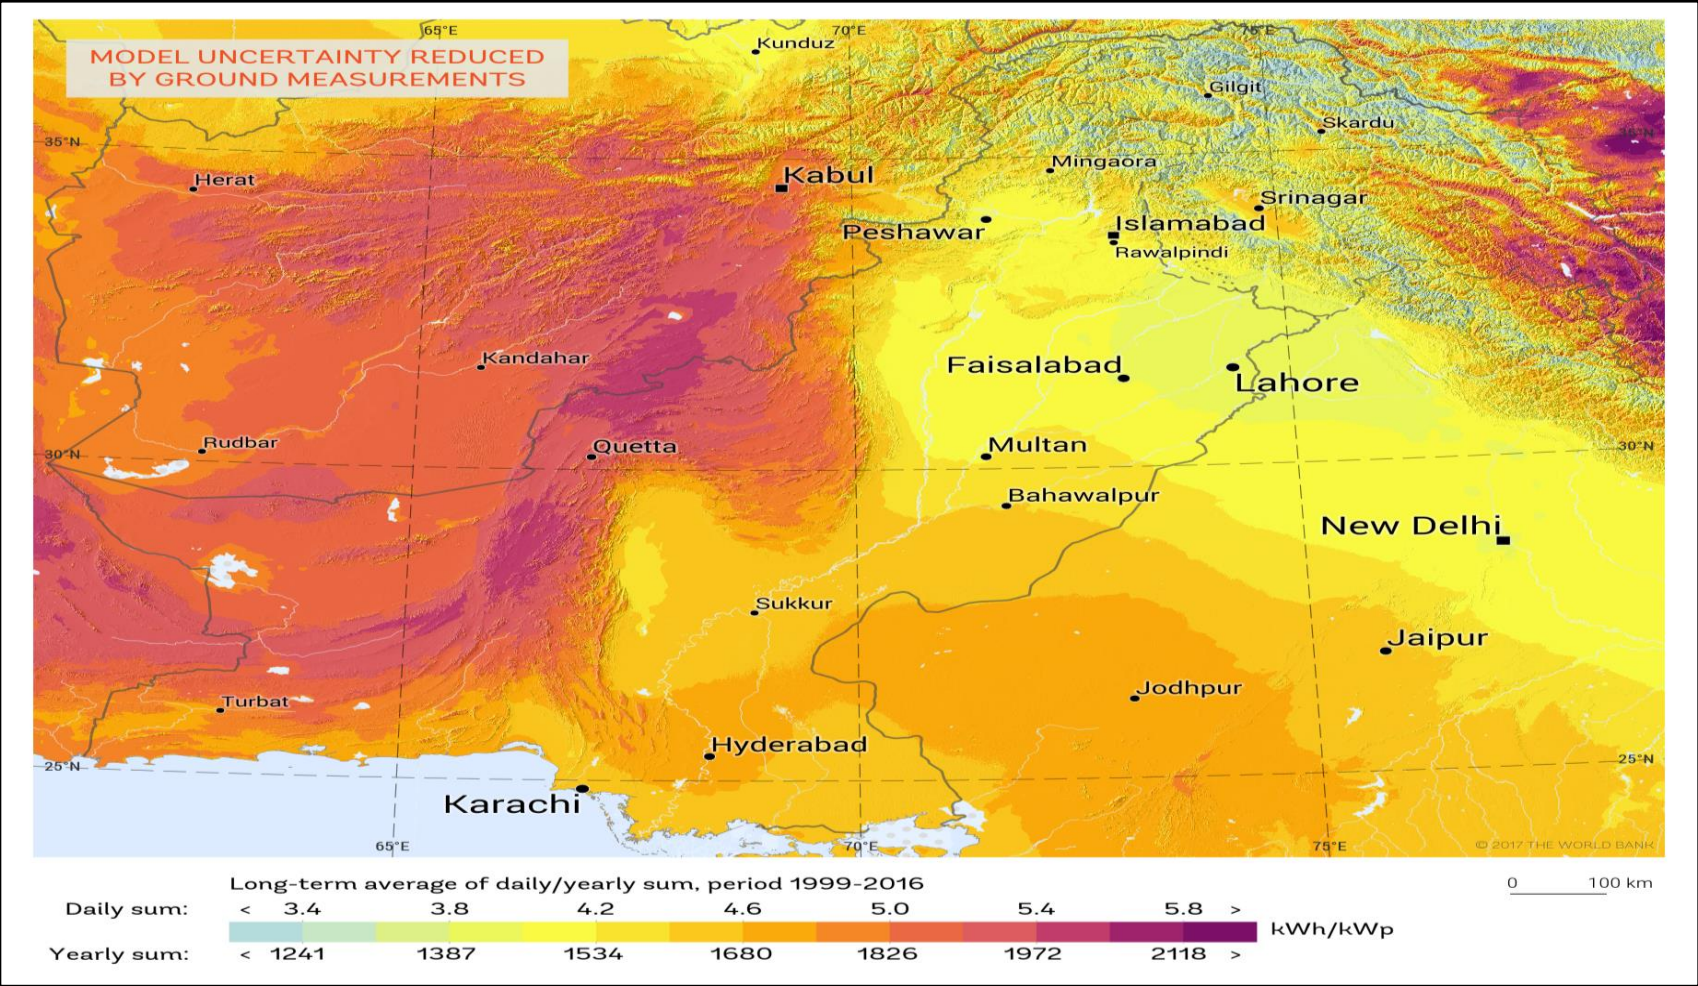 65°E
70°E
75°E
Kunduz
MODEL UNCERTAINTY REDUCED
BY GROUND MEASUREMENTS
Gilgit
Skardu
35°N
35°N
Mingaora
Herat
Kabul
Srinagar
Peshawar
Islamabad
Rawalpindi
Kandahar
Faisalabad
Lahore
Rudbar
Quetta
Multan
30°N
30°N
Bahawalpur
New Delhi
Sukkur
Jaipur
Turbat
Jodhpur
Hyderabad
25°N
25°N
Karachi
65°E
70°E
75°E
© 2017 THE WORLD BANK
Long-term average of daily/yearly sum, period 1999-2016
0 100 km
Daily sum: < 3.4 3.8 4.2 4.6 5.0 5.4 5.8 >
kWh/kWp
Yearly sum: < 1241 1387 1534 1680 1826 1972 2118 >